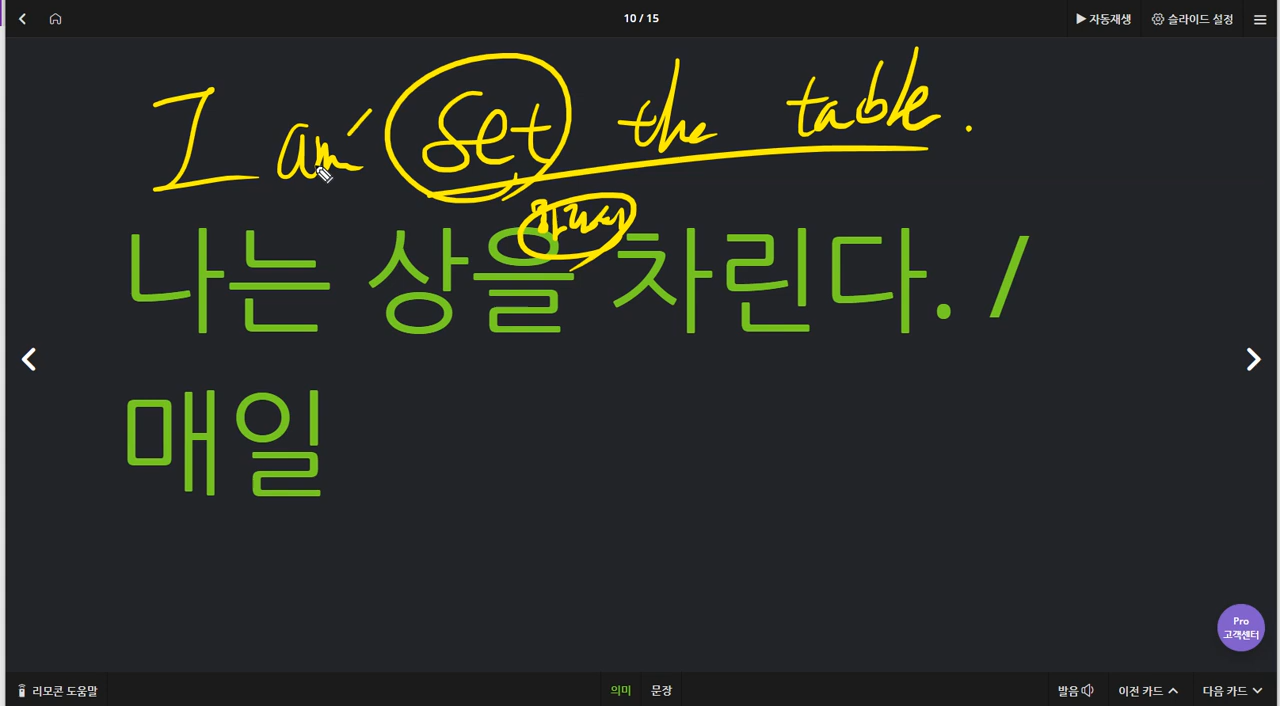 10 / 15
자동재생
슬라이드 설정
I am set the table.
나는 상을 차린다. /
매일
Pro
고객센터
리모콘 도움말
의미
문장
발음
이전 카드
다음 카드